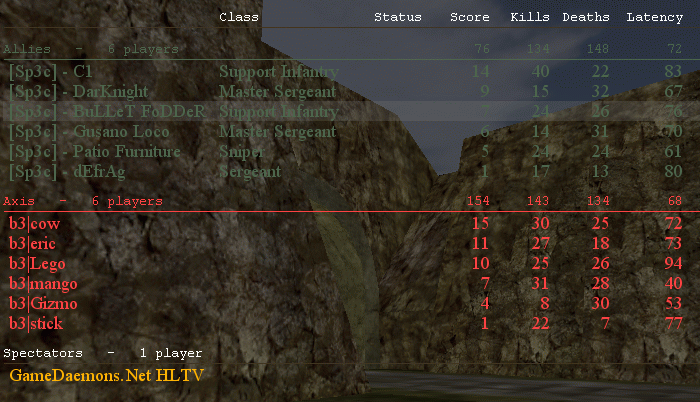 Class Status Score Kills Deaths Latency
Allies - 6 players 76 134 148 72
[Sp3c] - C1 Support Infantry 14 40 22 83
[Sp3c] - DarKnight Master Sergeant 9 15 32 67
[Sp3c] - BuLLeT FoDDeR Support Infantry 7 24 26 76
[Sp3c] - Gusano Loco Master Sergeant 6 14 31 70
[Sp3c] - Patio Furniture Sniper 5 24 24 61
[Sp3c] - dEfrAg Sergeant 1 17 13 80
Axis - 6 players 154 143 134 68
b3|cow 15 30 25 72
b3|eric 11 27 18 73
b3|Lego 10 25 26 94
b3|mango 7 31 28 40
b3|Gizmo 4 8 30 53
b3|stick 1 22 7 77
Spectators - 1 player
GameDaemons.Net HLTV